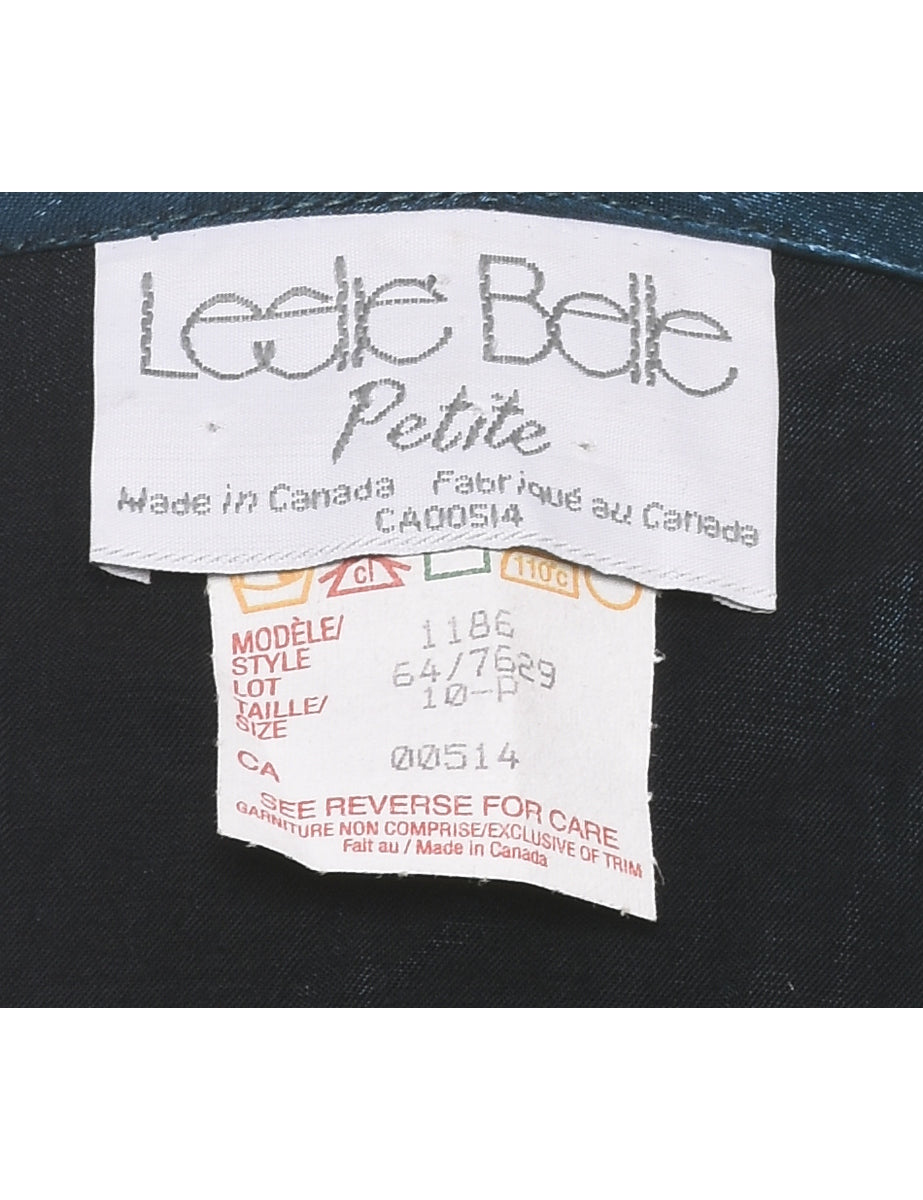 Leslie Belle
Petite
Made in Canada Fabriqué au Canada
CA00514
cl 110°c
MODÈLE/ 1186
STYLE
LOT 64/7629
TAILLE/ 10-P
SIZE
CA 00514
SEE REVERSE FOR CARE
GARNITURE NON COMPRISE/EXCLUSIVE OF TRIM
Fait au / Made in Canada